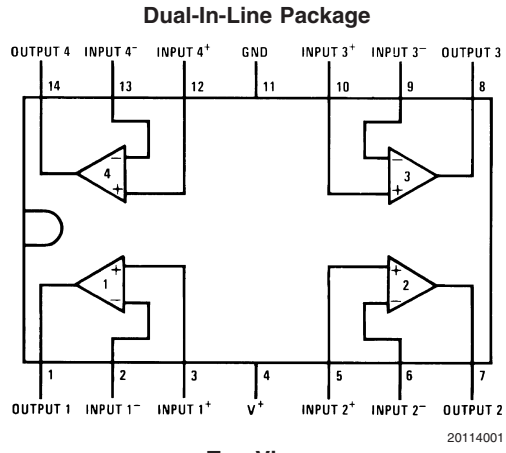 Dual-In-Line Package
OUTPUT 4 INPUT 4⁻ INPUT 4⁺ GND INPUT 3⁺ INPUT 3⁻ OUTPUT 3
14 13 12 11 10 9 8
− −
4 3
+ +
+ +
1 2
− −
1 2 3 4 5 6 7
OUTPUT 1 INPUT 1⁻ INPUT 1⁺ V⁺ INPUT 2⁺ INPUT 2⁻ OUTPUT 2
20114001